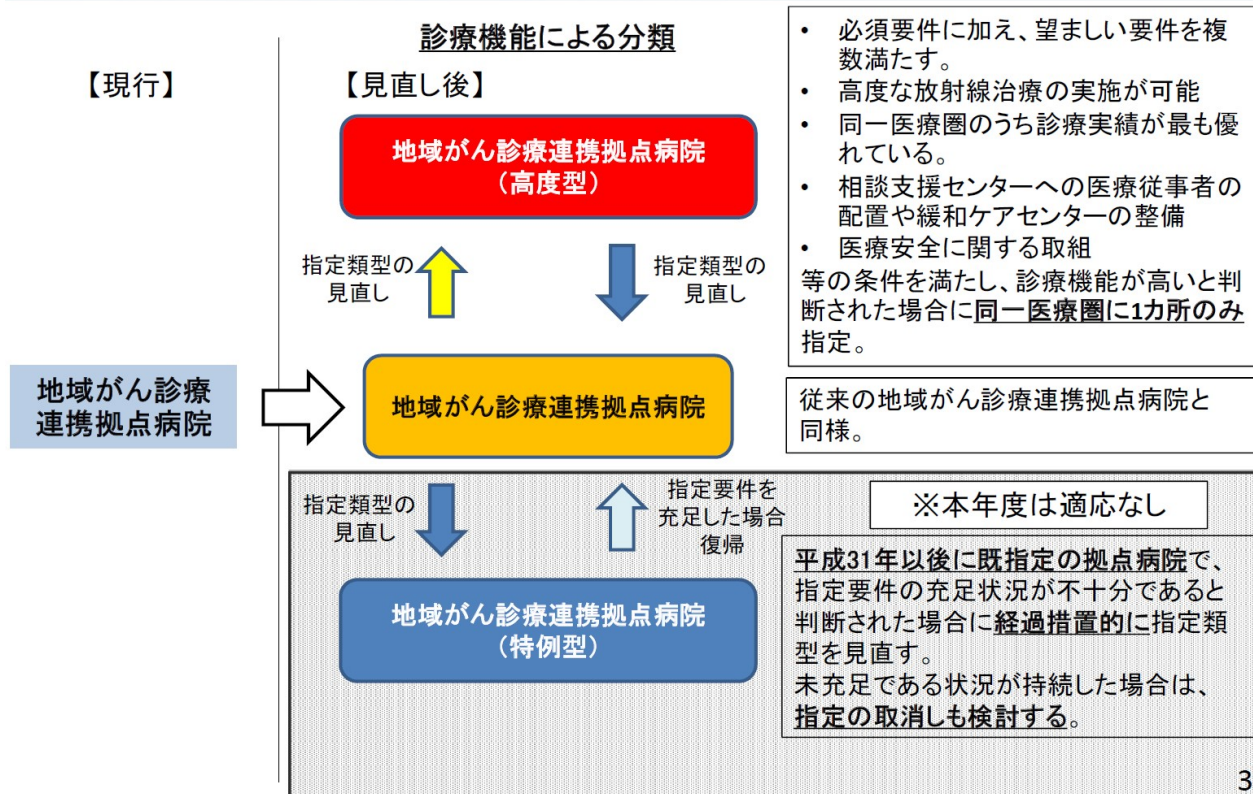 診療機能による分類
【現行】
【見直し後】
地域がん診療連携拠点病院
(高度型)
指定類型の
見直し
指定類型の
見直し
地域がん診療
連携拠点病院
地域がん診療連携拠点病院
指定類型の
見直し
指定要件を
充足した場合
復帰
地域がん診療連携拠点病院
(特例型)
• 必須要件に加え、望ましい要件を複
数満たす。
• 高度な放射線治療の実施が可能
• 同一医療圏のうち診療実績が最も優
れている。
• 相談支援センターへの医療従事者の
配置や緩和ケアセンターの整備
• 医療安全に関する取組
等の条件を満たし、診療機能が高いと判
断された場合に同一医療圏に1カ所のみ
指定。
従来の地域がん診療連携拠点病院と
同様。
※本年度は適応なし
平成31年以後に既指定の拠点病院で、
指定要件の充足状況が不十分であると
判断された場合に経過措置的に指定類
型を見直す。
未充足である状況が持続した場合は、
指定の取消しも検討する。
3